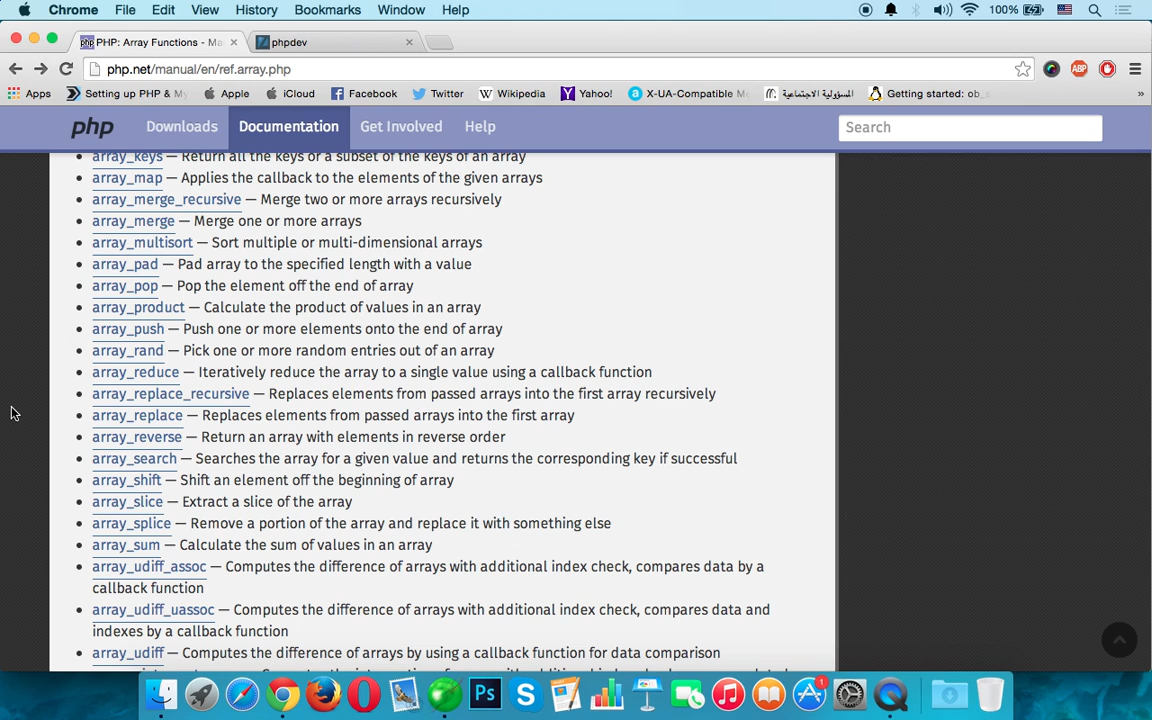 Chrome File Edit View History Bookmarks Window Help 100%
PHP: Array Functions - Ma phpdev
php.net/manual/en/ref.array.php
Apps Setting up PHP & My Apple iCloud Facebook Twitter Wikipedia Yahoo! X-UA-Compatible Me المسؤولية الاجتماعية Getting started: ob_s »
php Downloads Documentation Get Involved Help Search
array_keys — Return all the keys or a subset of the keys of an array
array_map — Applies the callback to the elements of the given arrays
array_merge_recursive — Merge two or more arrays recursively
array_merge — Merge one or more arrays
array_multisort — Sort multiple or multi-dimensional arrays
array_pad — Pad array to the specified length with a value
array_pop — Pop the element off the end of array
array_product — Calculate the product of values in an array
array_push — Push one or more elements onto the end of array
array_rand — Pick one or more random entries out of an array
array_reduce — Iteratively reduce the array to a single value using a callback function
array_replace_recursive — Replaces elements from passed arrays into the first array recursively
array_replace — Replaces elements from passed arrays into the first array
array_reverse — Return an array with elements in reverse order
array_search — Searches the array for a given value and returns the corresponding key if successful
array_shift — Shift an element off the beginning of array
array_slice — Extract a slice of the array
array_splice — Remove a portion of the array and replace it with something else
array_sum — Calculate the sum of values in an array
array_udiff_assoc — Computes the difference of arrays with additional index check, compares data by a
callback function
array_udiff_uassoc — Computes the difference of arrays with additional index check, compares data and
indexes by a callback function
array_udiff — Computes the difference of arrays by using a callback function for data comparison